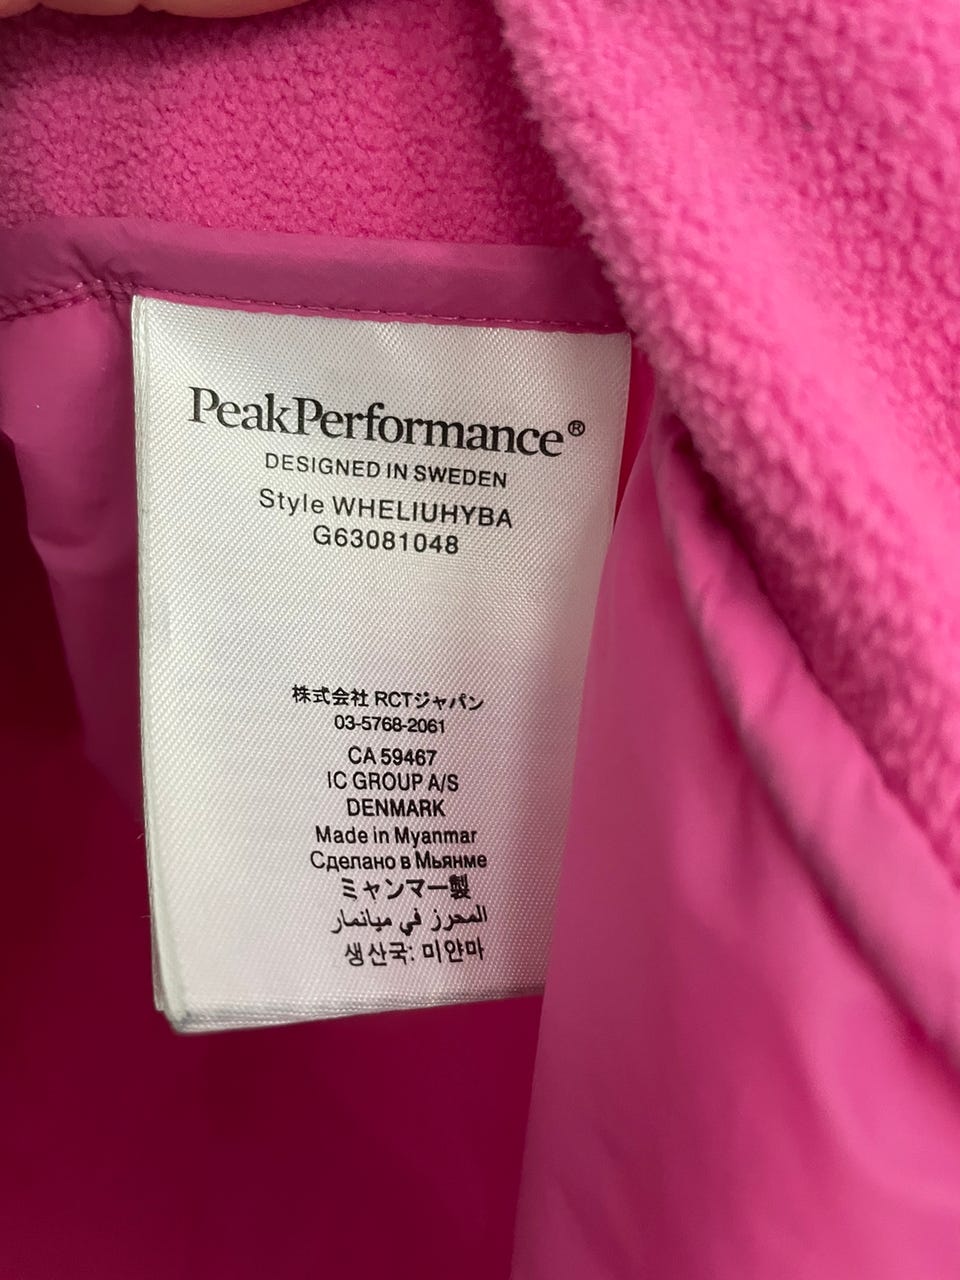 PeakPerformance®
DESIGNED IN SWEDEN
Style WHELIUHYBA
G63081048
株式会社 RCTジャパン
03-5768-2061
CA 59467
IC GROUP A/S
DENMARK
Made in Myanmar
Сделано в Мьянме
ミャンマー製
المحرز في ميانمار
생산국: 미얀마